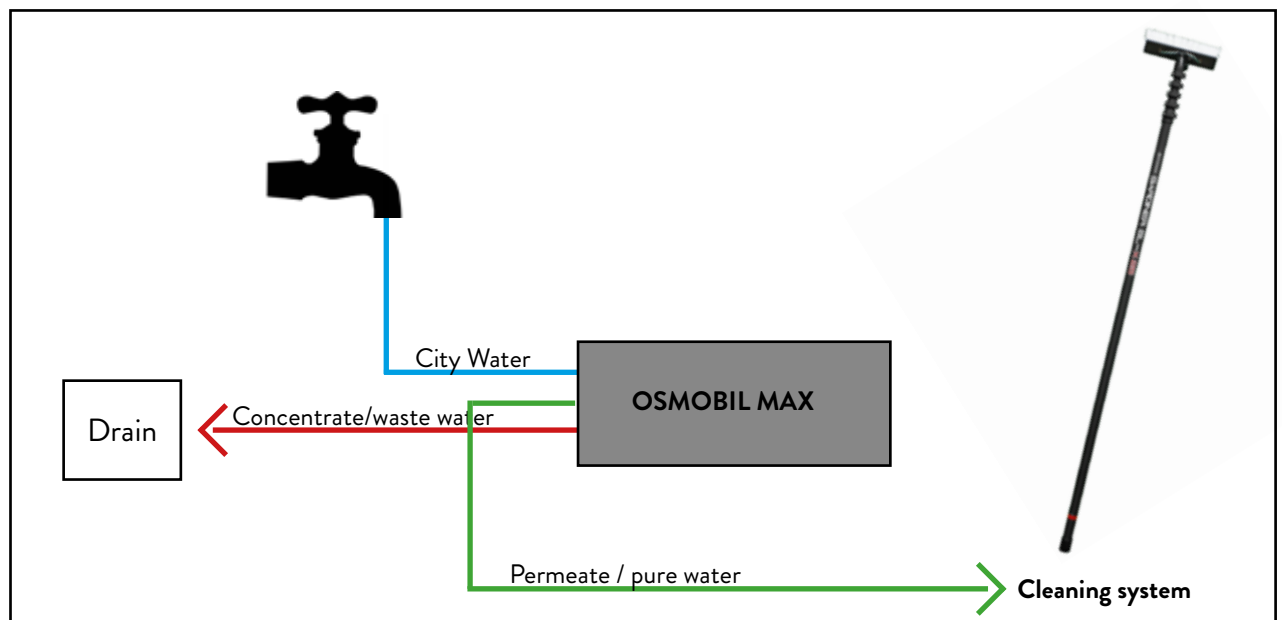 City Water
OSMOBIL MAX
Concentrate/waste water
Drain
Permeate / pure water
Cleaning system